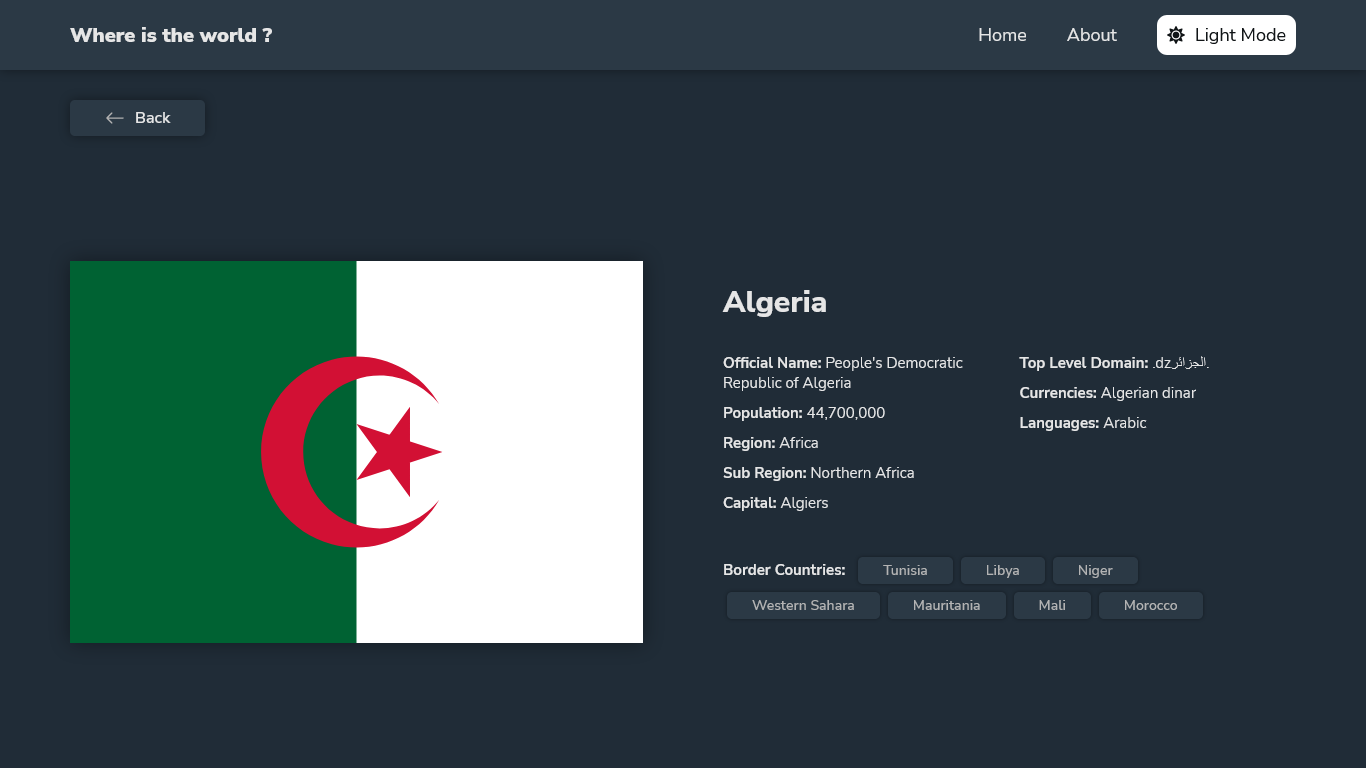 Where is the world ?
Home
About
Light Mode
Back
Algeria
Official Name: People's Democratic
Republic of Algeria
Population: 44,700,000
Region: Africa
Sub Region: Northern Africa
Capital: Algiers
Top Level Domain: .dzالجزائر.
Currencies: Algerian dinar
Languages: Arabic
Border Countries: Tunisia Libya Niger
Western Sahara Mauritania Mali Morocco